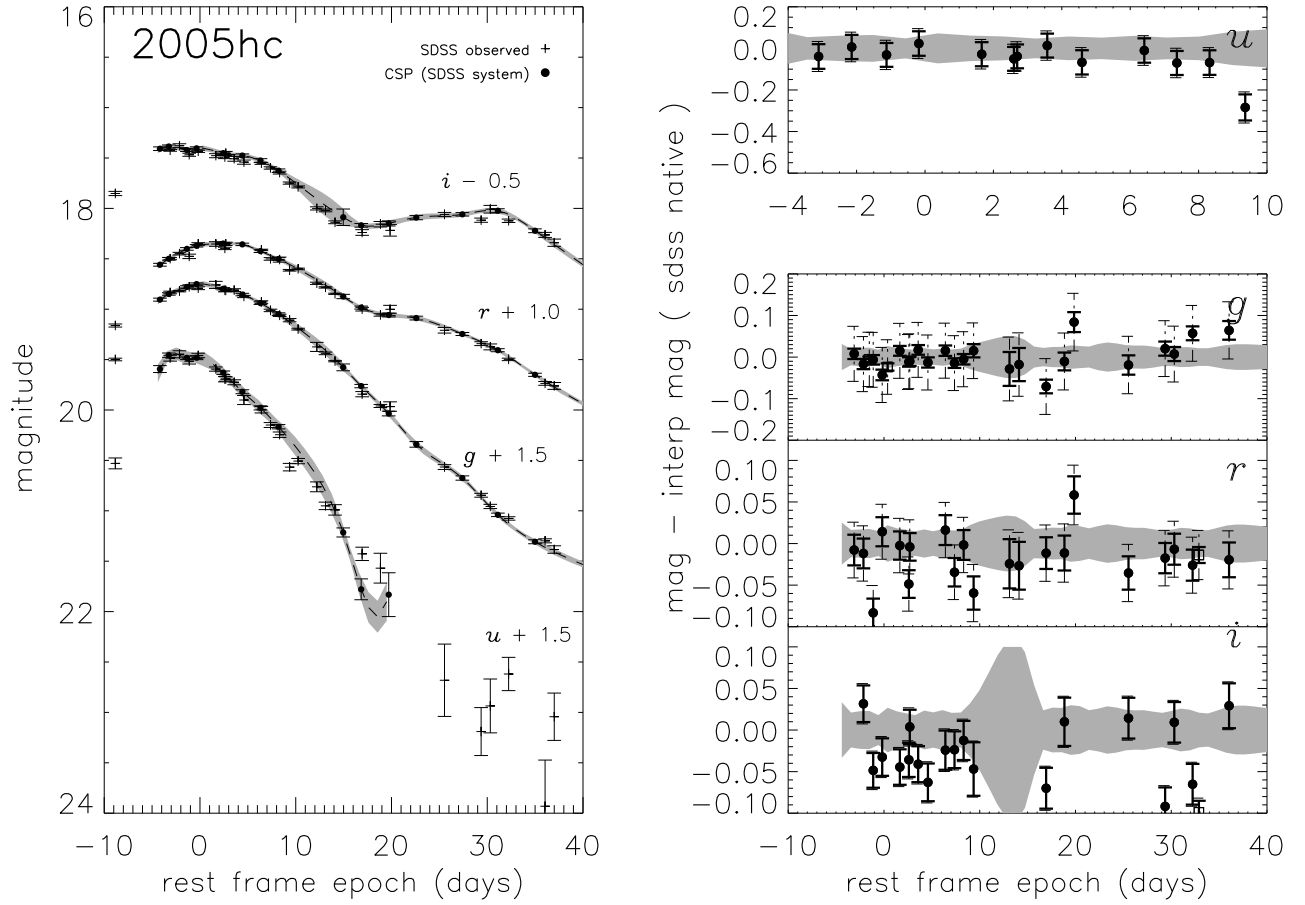 2005hc
SDSS observed +
CSP (SDSS system) ●
16
18
20
22
24
magnitude
i − 0.5
r + 1.0
g + 1.5
u + 1.5
−10 0 10 20 30 40
rest frame epoch (days)
mag − interp mag ( sdss native )
u
0.2
0.0
−0.2
−0.4
−0.6
−4 −2 0 2 4 6 8 10
g
0.2
0.1
0.0
−0.1
−0.2
r
0.10
0.05
0.00
−0.05
−0.10
i
0.10
0.05
0.00
−0.05
−0.10
−10 0 10 20 30 40
rest frame epoch (days)